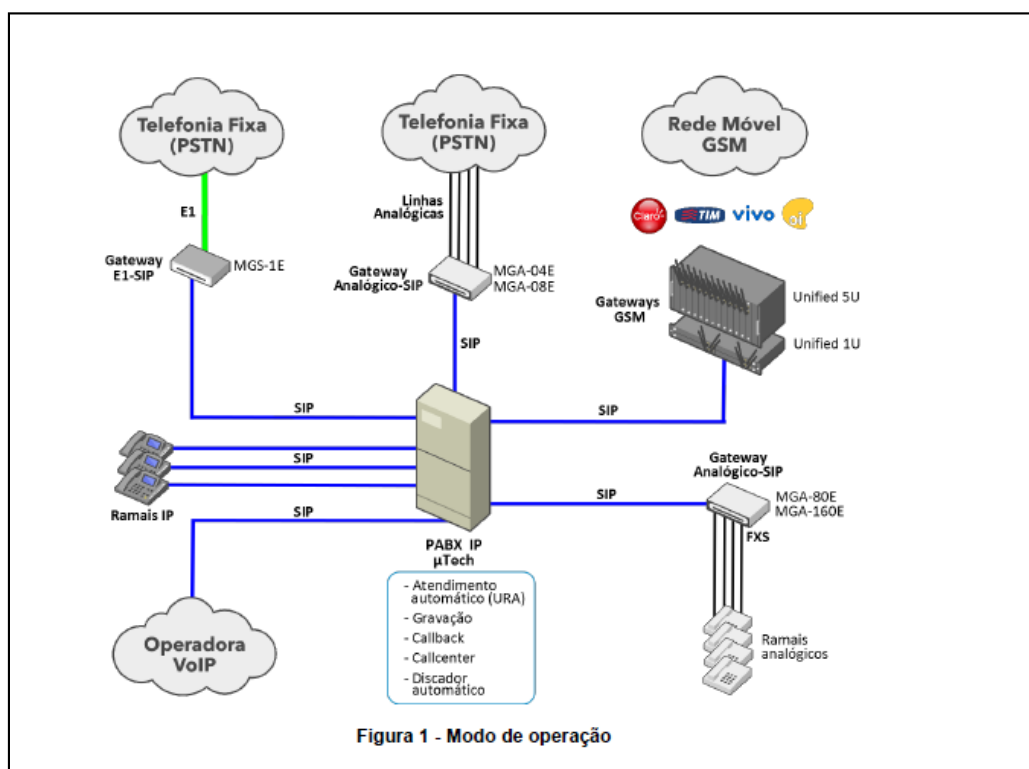 Telefonia Fixa
(PSTN)
Telefonia Fixa
(PSTN)
Rede Móvel
GSM
E1
Linhas
Analógicas
Claro
TIM
vivo
oi
Gateway
E1-SIP
MGS-1E
Gateway
Analógico-SIP
MGA-04E
MGA-08E
Gateways
GSM
Unified 5U
Unified 1U
SIP
SIP
SIP
SIP
Ramais IP
SIP
SIP
Gateway
Analógico-SIP
MGA-80E
MGA-160E
FXS
PABX IP
µTech
- Atendimento
automático (URA)
- Gravação
- Callback
- Callcenter
- Discador
automático
Operadora
VoIP
Ramais
analógicos
Figura 1 - Modo de operação